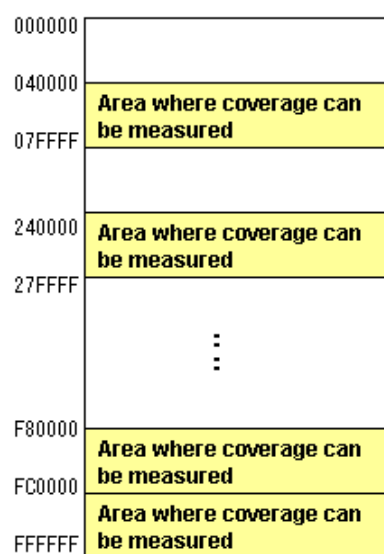 000000
040000
Area where coverage can
be measured
07FFFF
240000
Area where coverage can
be measured
27FFFF
F80000
Area where coverage can
be measured
FC0000
Area where coverage can
be measured
FFFFFF